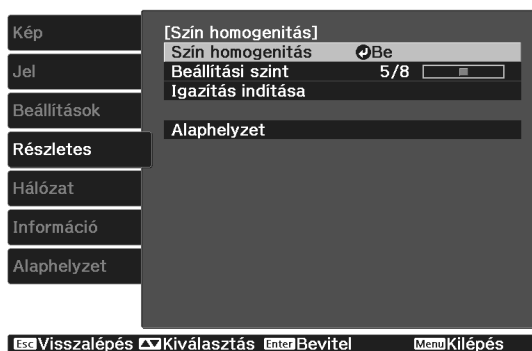 Kép
Jel
Beállítások
Részletes
Hálózat
Információ
Alaphelyzet
[Szín homogenitás]
Szín homogenitás Be
Beállítási szint 5/8
Igazítás indítása
Alaphelyzet
Esc Visszalépés Kiválasztás Enter Bevitel Menu Kilépés